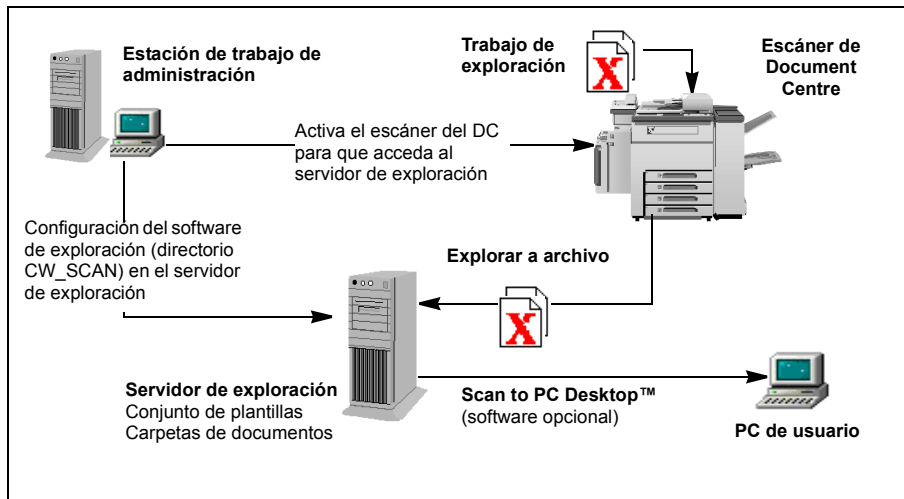 Estación de trabajo de
administración
Trabajo de
exploración
X
Escáner de
Document
Centre
Activa el escáner del DC
para que acceda al
servidor de exploración
Configuración del software
de exploración (directorio
CW_SCAN) en el servidor
de exploración
Explorar a archivo
X
Servidor de exploración
Conjunto de plantillas
Carpetas de documentos
Scan to PC Desktop™
(software opcional)
PC de usuario